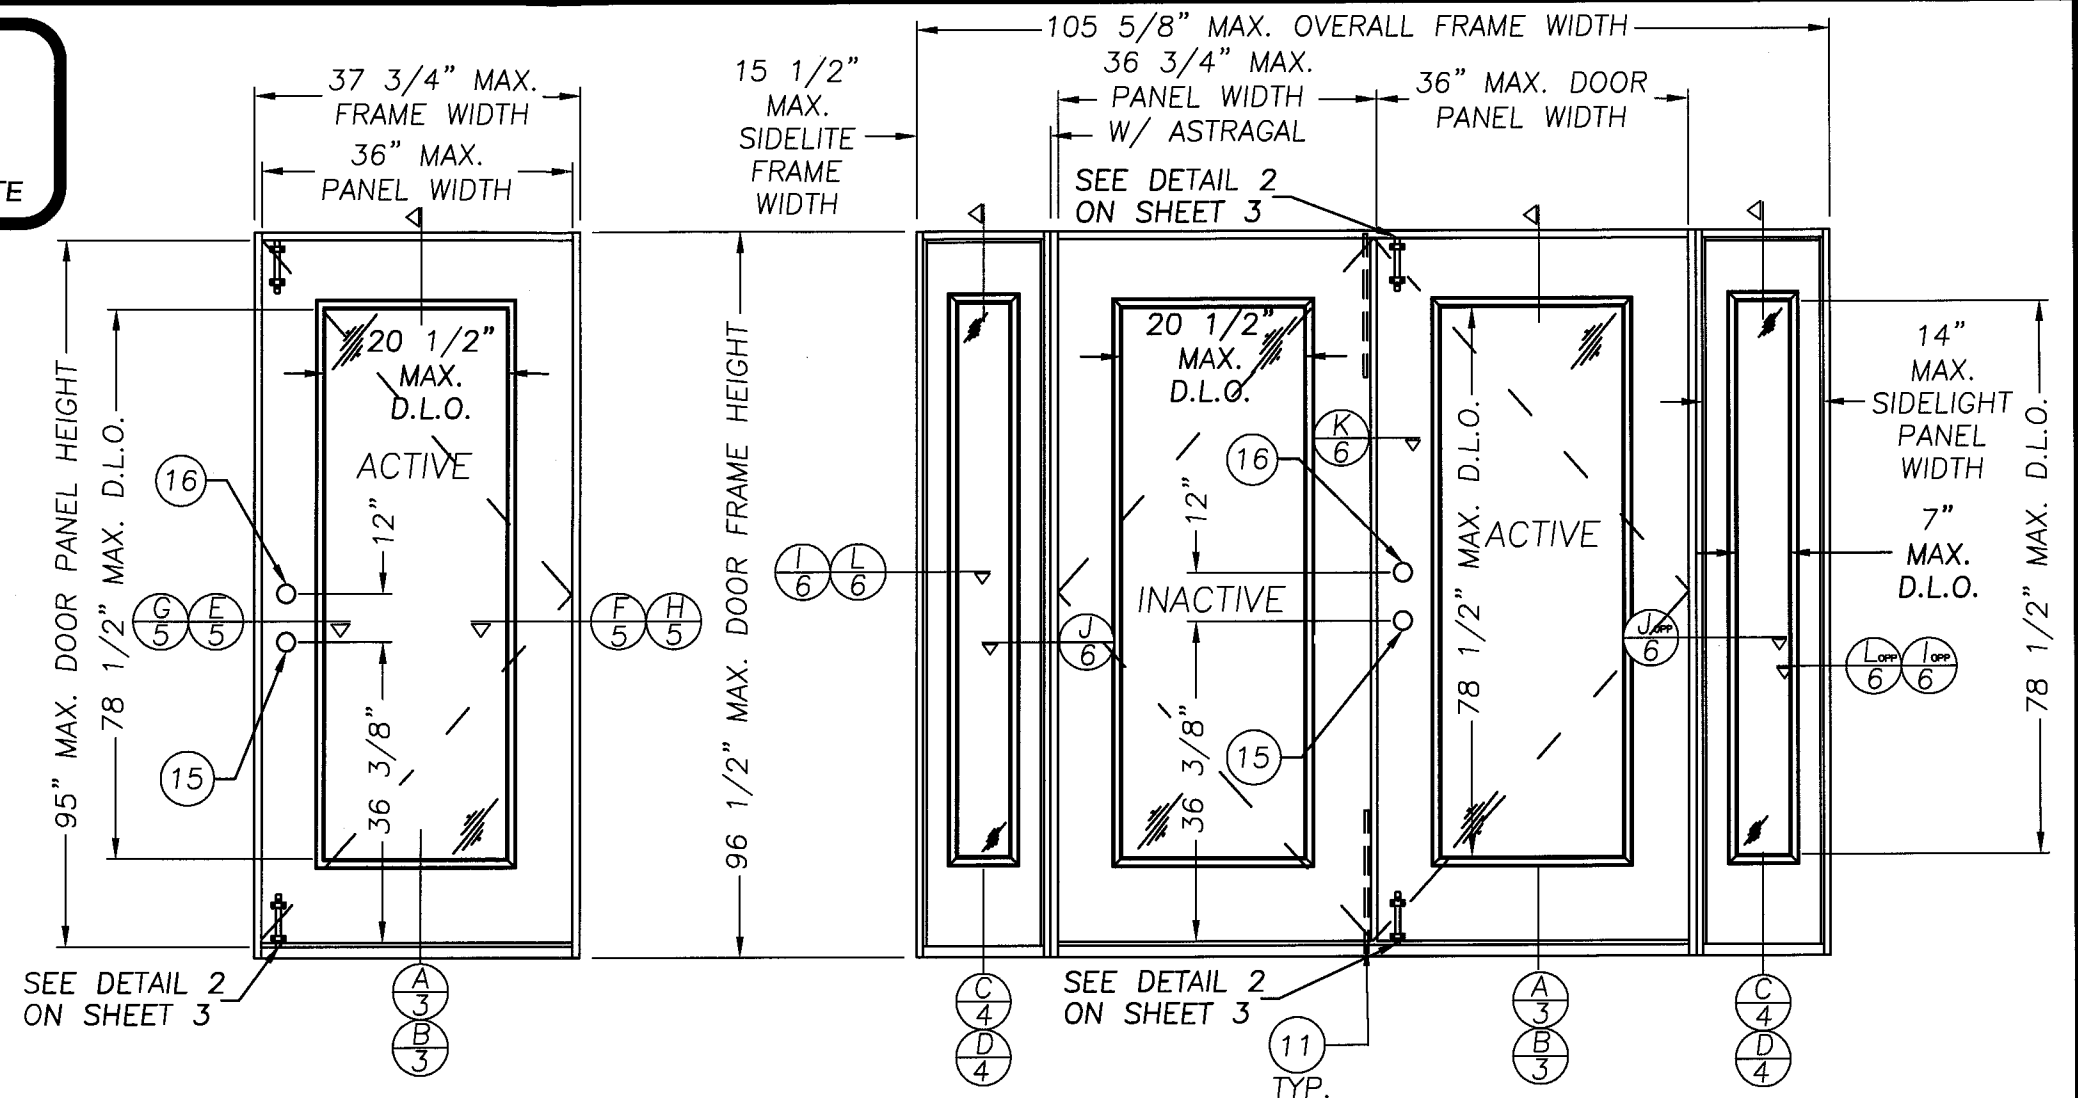 TE
37 3/4" MAX.
FRAME WIDTH
36" MAX.
PANEL WIDTH
95" MAX. DOOR PANEL HEIGHT
78 1/2" MAX. D.L.O.
20 1/2"
MAX.
D.L.O.
ACTIVE
12"
36 3/8"
16
15
G
5
E
5
F
5
H
5
SEE DETAIL 2
ON SHEET 3
A
3
B
3
96 1/2" MAX. DOOR FRAME HEIGHT
15 1/2"
MAX.
SIDELITE
FRAME
WIDTH
105 5/8" MAX. OVERALL FRAME WIDTH
36 3/4" MAX.
PANEL WIDTH
W/ ASTRAGAL
36" MAX. DOOR
PANEL WIDTH
SEE DETAIL 2
ON SHEET 3
20 1/2"
MAX.
D.L.O.
K
6
16
12"
INACTIVE
I
6
L
6
J
6
36 3/8"
15
78 1/2" MAX. D.L.O.
ACTIVE
J OPP
6
14"
MAX.
SIDELIGHT
PANEL
WIDTH
7"
MAX.
D.L.O.
78 1/2" MAX. D.L.O.
L OPP
6
I OPP
6
C
4
D
4
SEE DETAIL 2
ON SHEET 3
11
TYP.
A
3
B
3
C
4
D
4